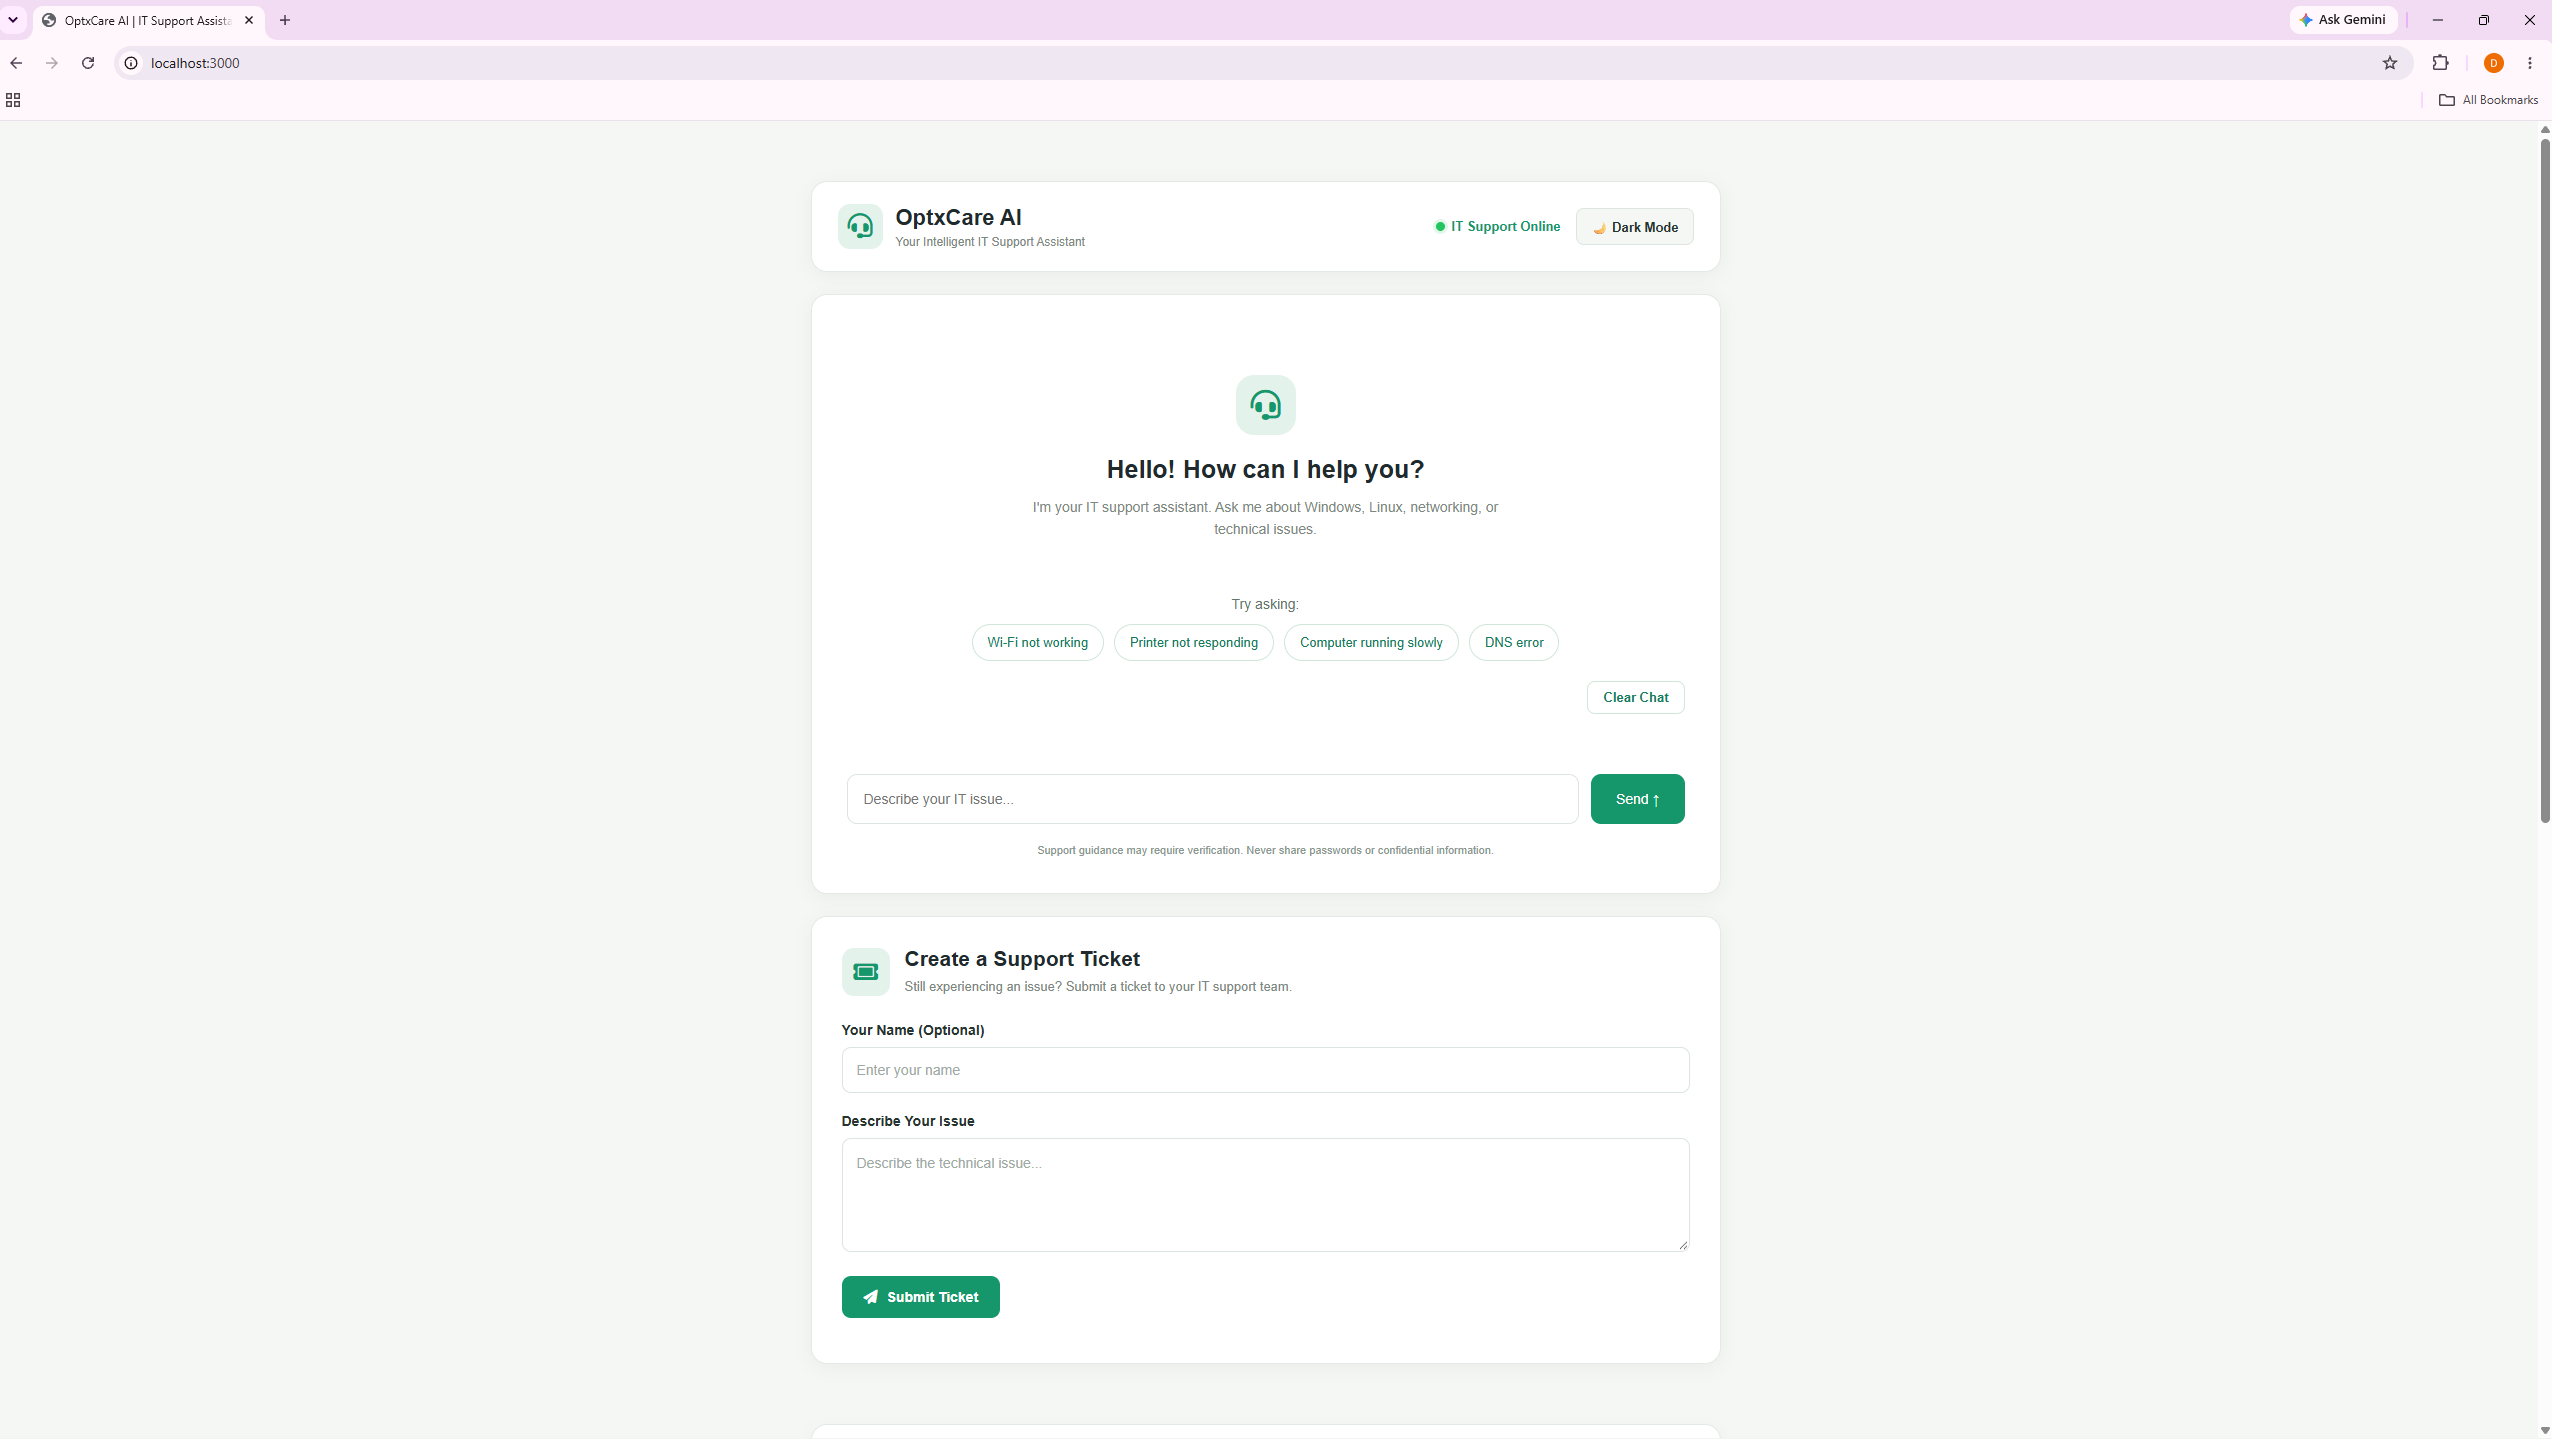 OptxCare AI | IT Support Assista
Ask Gemini
localhost:3000
D
All Bookmarks
OptxCare AI
Your Intelligent IT Support Assistant
IT Support Online
Dark Mode
Hello! How can I help you?
I'm your IT support assistant. Ask me about Windows, Linux, networking, or
technical issues.
Try asking:
Wi-Fi not working
Printer not responding
Computer running slowly
DNS error
Clear Chat
Describe your IT issue...
Send ↑
Support guidance may require verification. Never share passwords or confidential information.
Create a Support Ticket
Still experiencing an issue? Submit a ticket to your IT support team.
Your Name (Optional)
Enter your name
Describe Your Issue
Describe the technical issue...
Submit Ticket